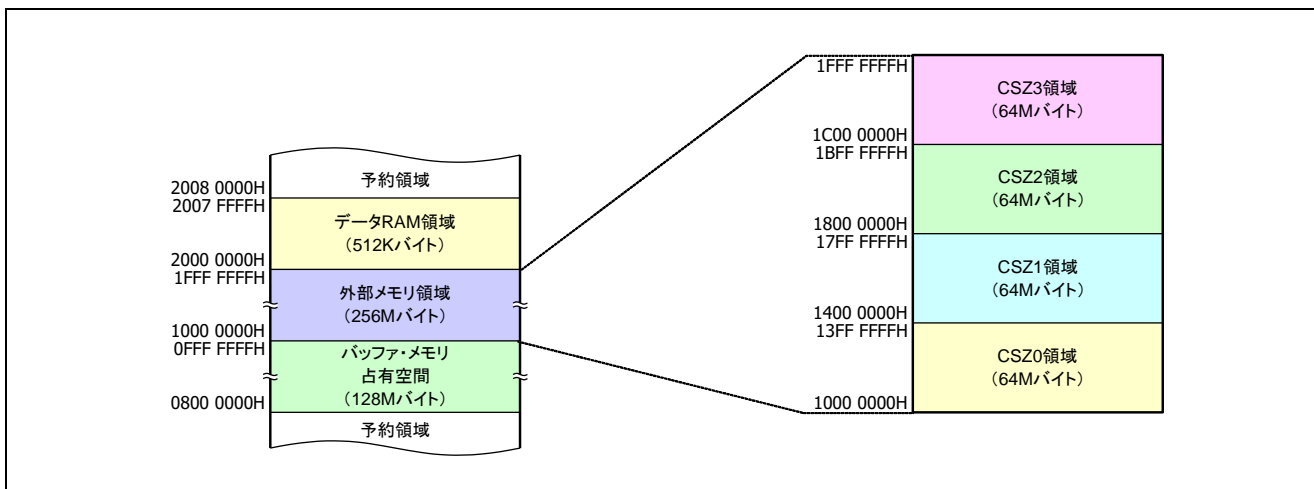 2008 0000H
2007 FFFFH
2000 0000H
1FFF FFFFH
1000 0000H
0FFF FFFFH
0800 0000H
予約領域
データRAM領域
(512Kバイト)
外部メモリ領域
(256Mバイト)
バッファ・メモリ
占有空間
(128Mバイト)
予約領域
1FFF FFFFH
1C00 0000H
1BFF FFFFH
1800 0000H
17FF FFFFH
1400 0000H
13FF FFFFH
1000 0000H
CSZ3領域
(64Mバイト)
CSZ2領域
(64Mバイト)
CSZ1領域
(64Mバイト)
CSZ0領域
(64Mバイト)